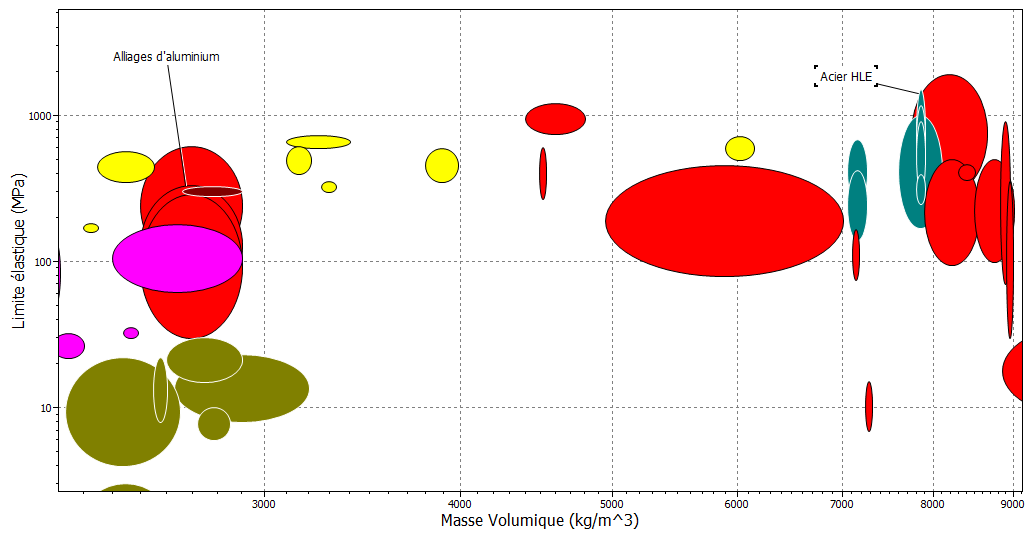 Alliages d'aluminium
Acier HLE
1000
100
10
Limite élastique (MPa)
3000
4000
5000
6000
7000
8000
9000
Masse Volumique (kg/m^3)